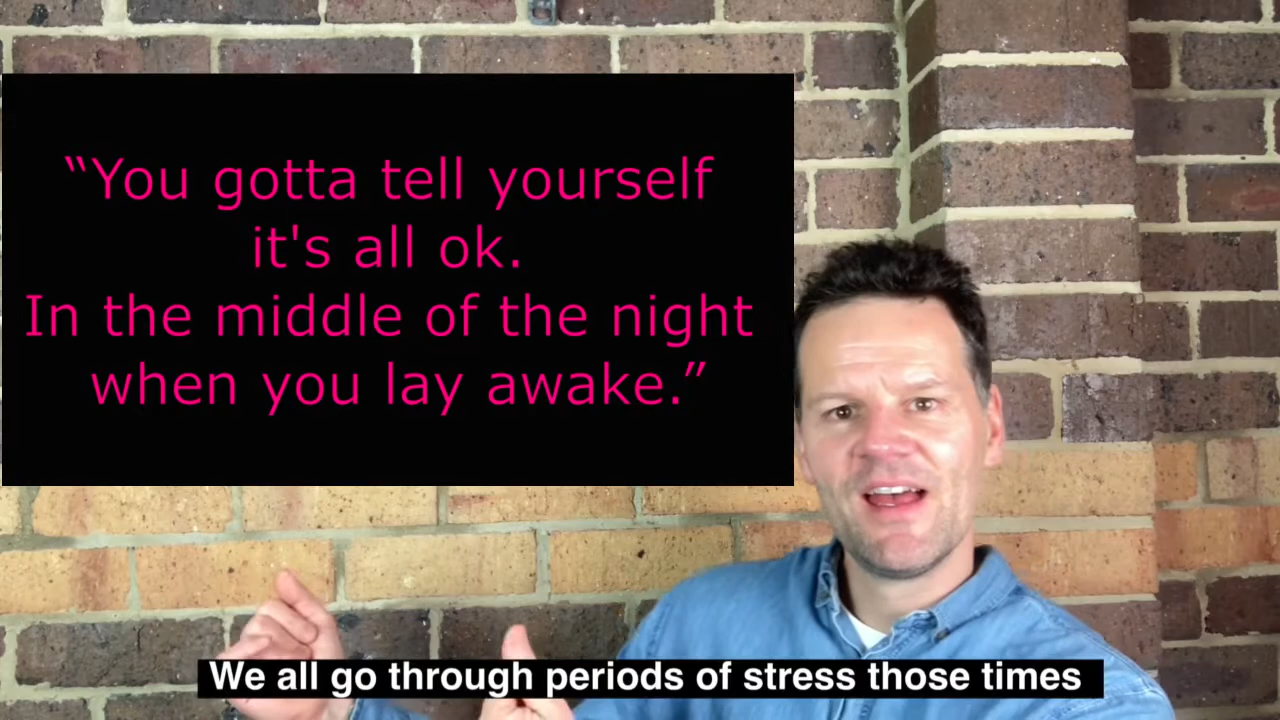 “You gotta tell yourself
it's all ok.
In the middle of the night
when you lay awake.”
We all go through periods of stress those times